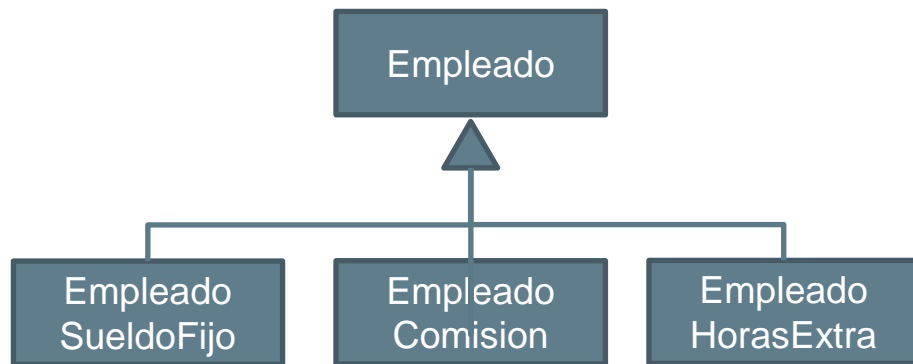 Empleado
Empleado
SueldoFijo
Empleado
Comision
Empleado
HorasExtra